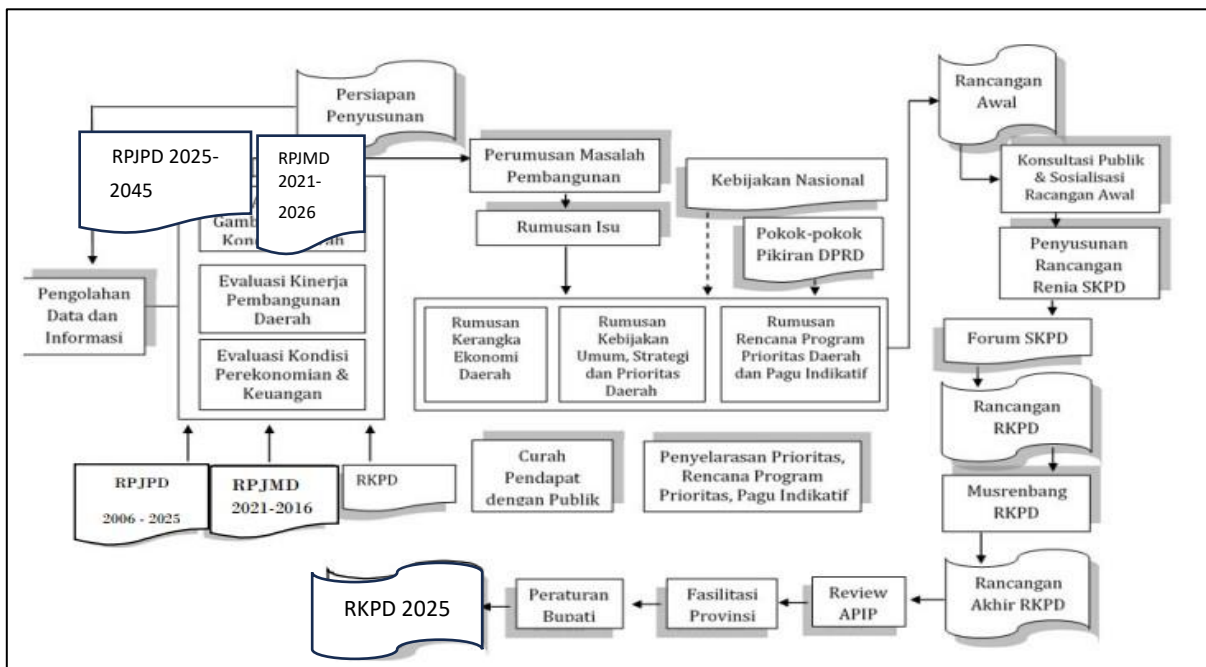 Persiapan
Penyusunan
RPJPD 2025-
2045
RPJMD
2021-
2026
Gamb
Kon
rah
Evaluasi Kinerja
Pembangunan
Daerah
Evaluasi Kondisi
Perekonomian &
Keuangan
Pengolahan
Data dan
Informasi
RPJPD
2006 - 2025
RPJMD
2021-2016
RKPD
Perumusan Masalah
Pembangunan
Rumusan Isu
Kebijakan Nasional
Pokok-pokok
Pikiran DPRD
Rumusan
Kerangka
Ekonomi
Daerah
Rumusan
Kebijakan
Umum, Strategi
dan Prioritas
Daerah
Rumusan
Rencana Program
Prioritas Daerah
dan Pagu Indikatif
Curah
Pendapat
dengan Publik
Penyelarasan Prioritas,
Rencana Program
Prioritas, Pagu Indikatif
Rancangan
Awal
Konsultasi Publik
& Sosialisasi
Racangan Awal
Penyusunan
Rancangan
Renia SKPD
Forum SKPD
Rancangan
RKPD
Musrenbang
RKPD
Rancangan
Akhir RKPD
Review
APIP
Fasilitasi
Provinsi
Peraturan
Bupati
RKPD 2025